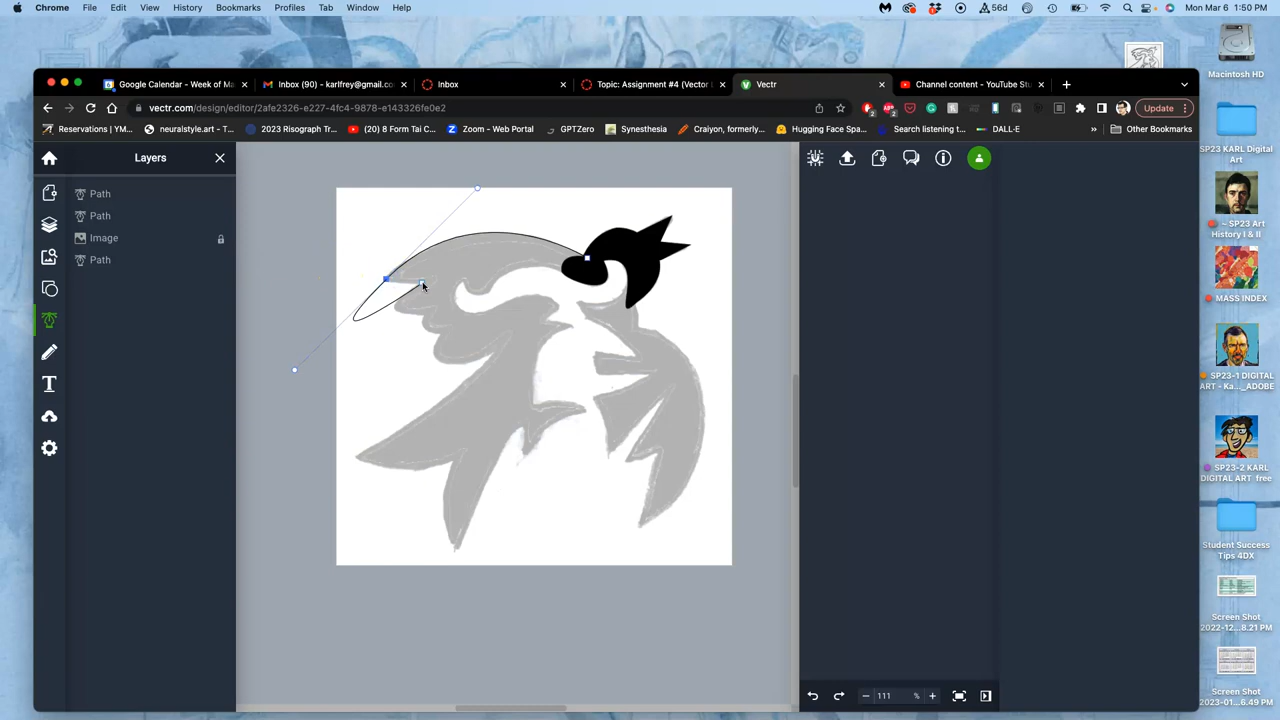 Chrome File Edit View History Bookmarks Profiles Tab Window Help 56d Mon Mar 6 1:50 PM
Google Calendar - Week of Ma Inbox (90) - karlfrey@gmail.co Inbox Topic: Assignment #4 (Vector Vectr Channel content - YouTube Stu
vectr.com/design/editor/2afe2326-e227-4fc4-9878-e143326fe0e2 Update
Reservations | YM... neuralstyle.art - T... 2023 Risograph Tr... (20) 8 Form Tai C... Zoom - Web Portal GPTZero Synesthesia Craiyon, formerly... Hugging Face Spa... Search listening t... DALL·E » Other Bookmarks
Layers
Path
Path
Image
Path
T
111 %
Macintosh HD
SP23 KARL Digital
Art
~ SP23 Art
History I & II
MASS INDEX
SP23-1 DIGITAL
ART - Ka..._ADOBE
SP23-2 KARL
DIGITAL ART free
Student Success
Tips 4DX
Screen Shot
2022-12...8.21 PM
Screen Shot
2023-01...6.49 PM